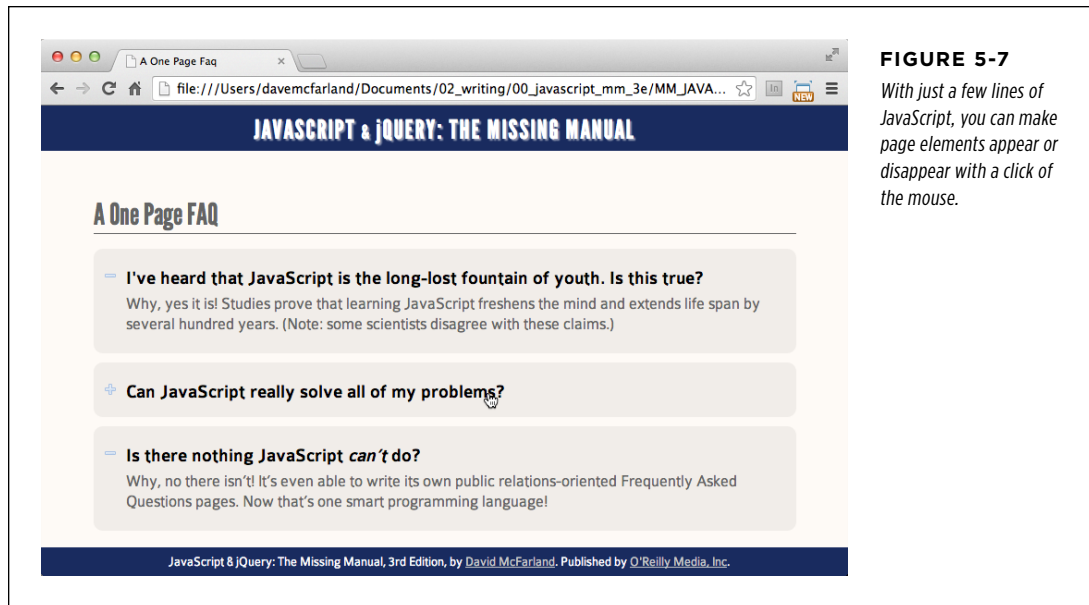 A One Page Faq
file:///Users/davemcfarland/Documents/02_writing/00_javascript_mm_3e/MM_JAVA...
In
NEW
JAVASCRIPT & jQUERY: THE MISSING MANUAL
A One Page FAQ
I've heard that JavaScript is the long-lost fountain of youth. Is this true?
Why, yes it is! Studies prove that learning JavaScript freshens the mind and extends life span by
several hundred years. (Note: some scientists disagree with these claims.)
Can JavaScript really solve all of my problems?
Is there nothing JavaScript can't do?
Why, no there isn’t! It’s even able to write its own public relations-oriented Frequently Asked
Questions pages. Now that’s one smart programming language!
JavaScript & jQuery: The Missing Manual, 3rd Edition, by David McFarland. Published by O'Reilly Media, Inc.
FIGURE 5-7
With just a few lines of
JavaScript, you can make
page elements appear or
disappear with a click of
the mouse.